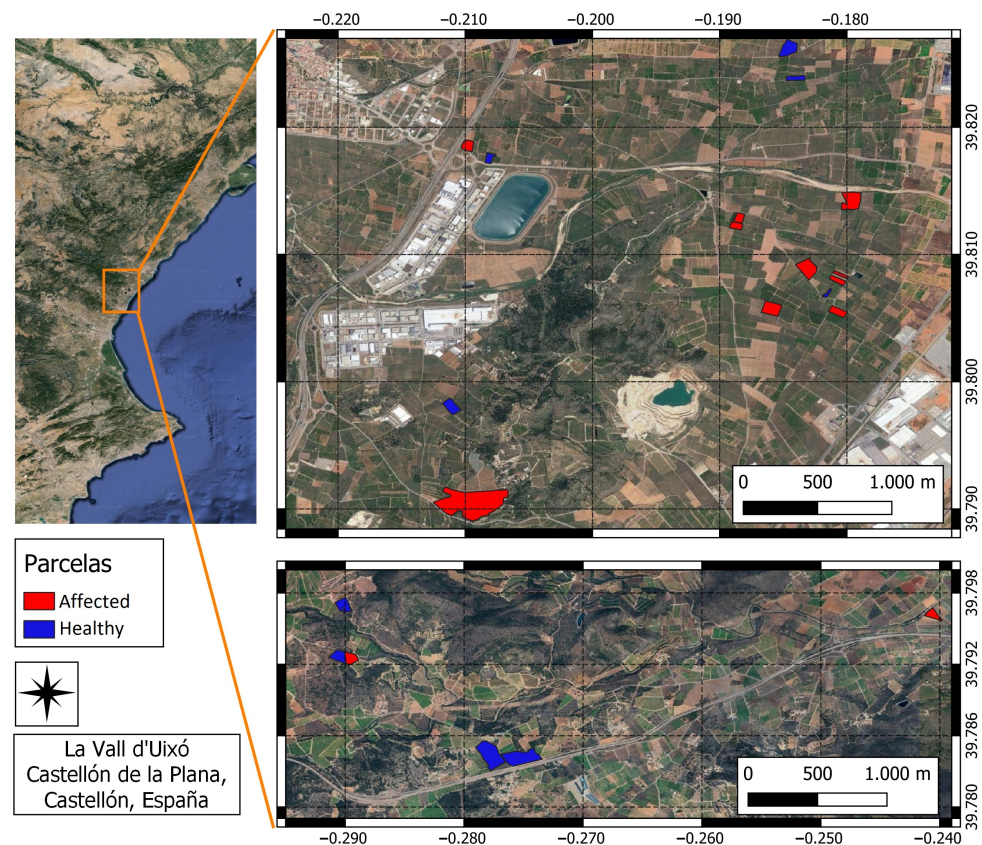 −0.220 −0.210 −0.200 −0.190 −0.180
39.820
39.810
39.800
39.790
0 500 1.000 m
Parcelas
Affected
Healthy
La Vall d'Uixó
Castellón de la Plana,
Castellón, España
39.798
39.792
39.786
39.780
0 500 1.000 m
−0.290 −0.280 −0.270 −0.260 −0.250 −0.240